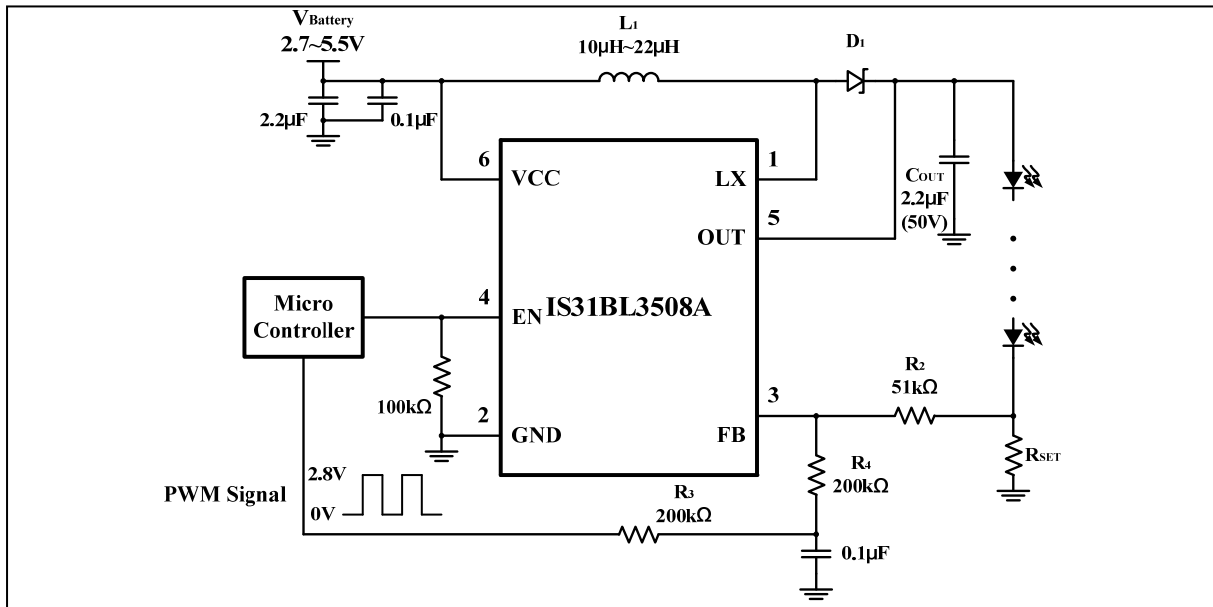 VBattery
2.7~5.5V
2.2µF
0.1µF
L1
10µH~22µH
D1
6
VCC
1
LX
COUT
2.2µF
(50V)
5
OUT
Micro
Controller
4
EN
IS31BL3508A
100kΩ
2
GND
3
FB
R2
51kΩ
RSET
R4
200kΩ
PWM Signal
2.8V
0V
R3
200kΩ
0.1µF